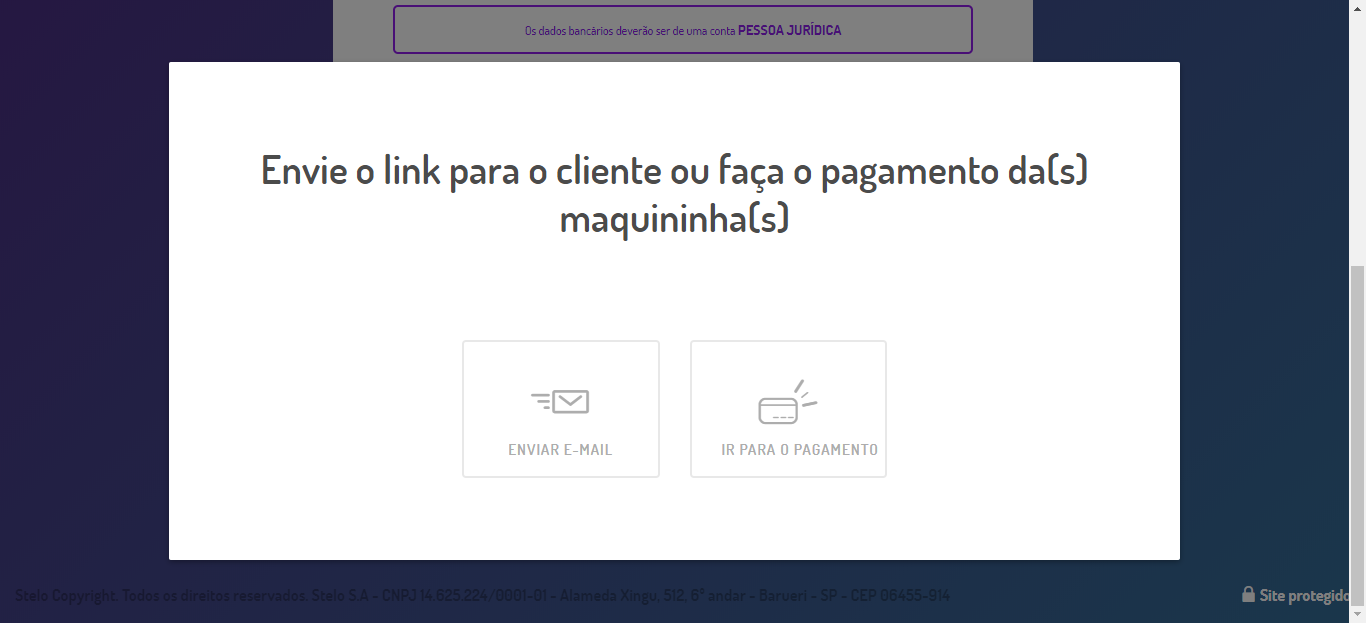 Os dados bancários deverão ser de uma conta PESSOA JURÍDICA
Envie o link para o cliente ou faça o pagamento da(s)
maquininha(s)
ENVIAR E-MAIL
IR PARA O PAGAMENTO
Stelo Copyright. Todos os direitos reservados. Stelo S.A - CNPJ 14.625.224/0001-01 - Alameda Xingu, 512, 6º andar - Barueri - SP - CEP 06455-914
Site protegido